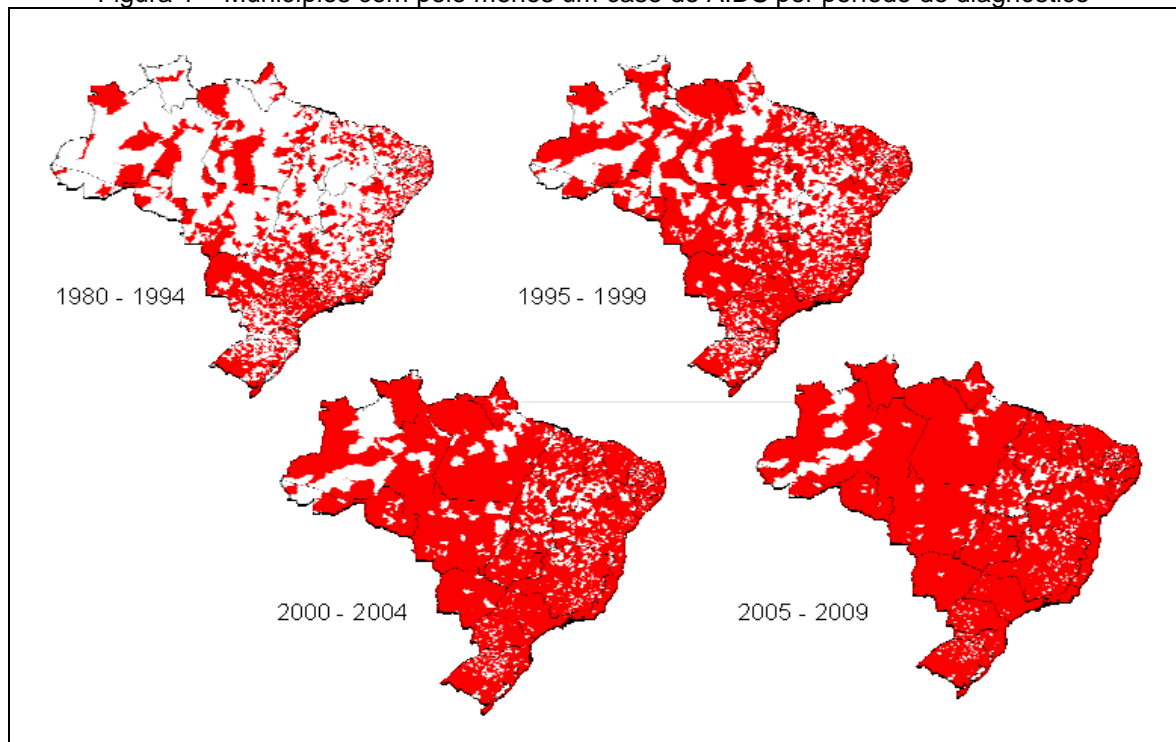 Figura – Municípios com pelo menos um caso de AIDS por período de diagnóstico
1980 - 1994
1995 - 1999
2000 - 2004
2005 - 2009